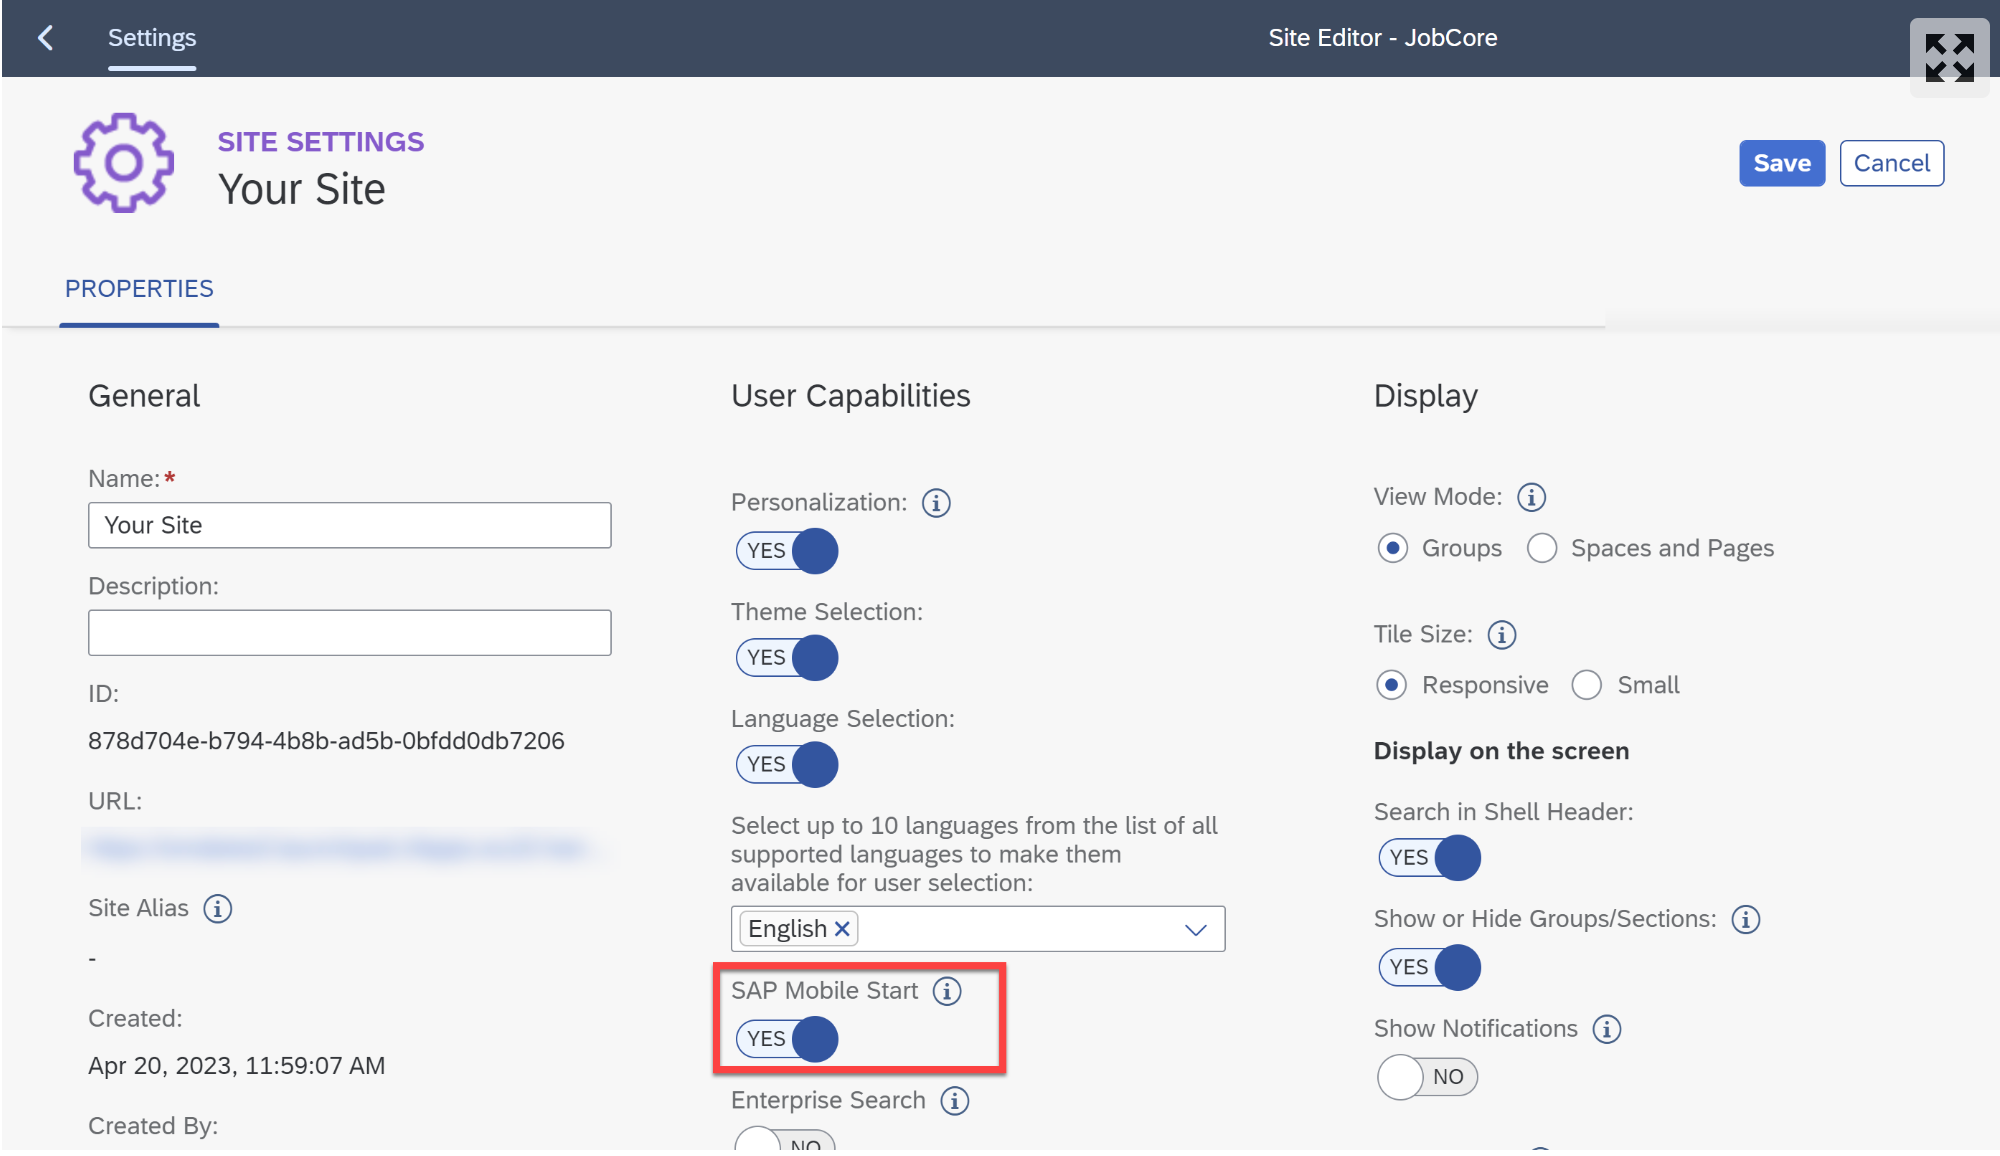 Settings
Site Editor - JobCore
SITE SETTINGS
Your Site
Save
Cancel
PROPERTIES
General
Name:*
Your Site
Description:
ID:
878d704e-b794-4b8b-ad5b-0bfdd0db7206
URL:
Site Alias
-
Created:
Apr 20, 2023, 11:59:07 AM
Created By:
User Capabilities
Personalization:
YES
Theme Selection:
YES
Language Selection:
YES
Select up to 10 languages from the list of all
supported languages to make them
available for user selection:
English
SAP Mobile Start
YES
Enterprise Search
NO
Display
View Mode:
Groups
Spaces and Pages
Tile Size:
Responsive
Small
Display on the screen
Search in Shell Header:
YES
Show or Hide Groups/Sections:
YES
Show Notifications
NO